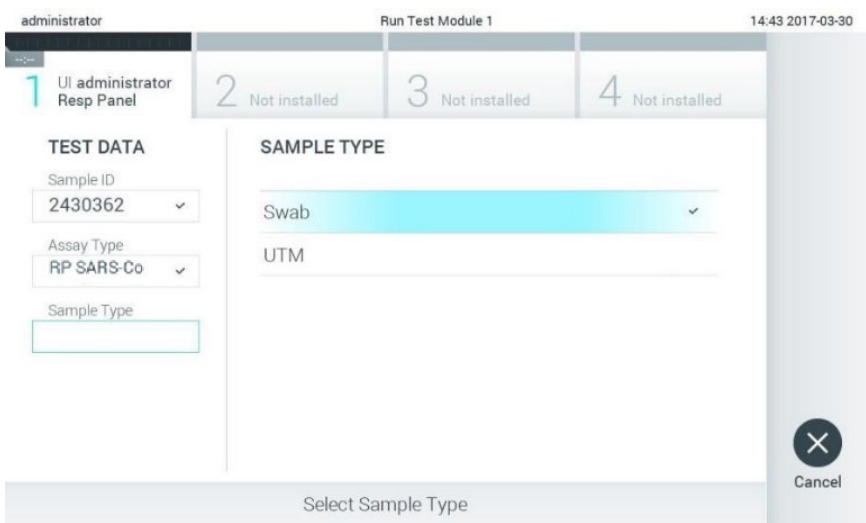 administrator
Run Test Module 1
14:43 2017-03-30
--:--
1 UI administrator
Resp Panel
2 Not installed
3 Not installed
4 Not installed
TEST DATA
Sample ID
2430362
Assay Type
RP SARS-Co
Sample Type
SAMPLE TYPE
Swab
UTM
Cancel
Select Sample Type